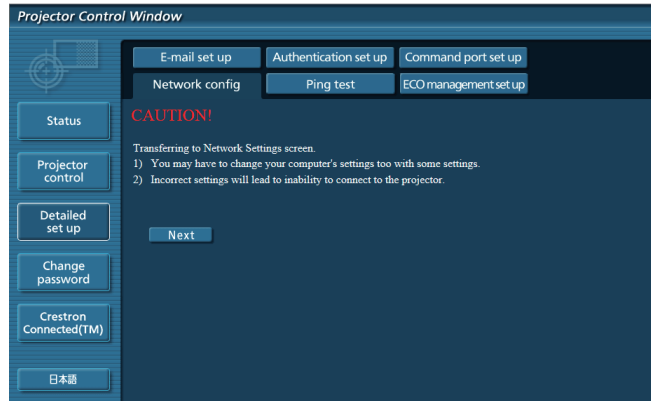 Projector Control Window
E-mail set up
Authentication set up
Command port set up
Network config
Ping test
ECO management set up
Status
Projector
control
Detailed
set up
Change
password
Crestron
Connected(TM)
日本語
CAUTION!
Transferring to Network Settings screen.
1) You may have to change your computer's settings too with some settings.
2) Incorrect settings will lead to inability to connect to the projector.
Next